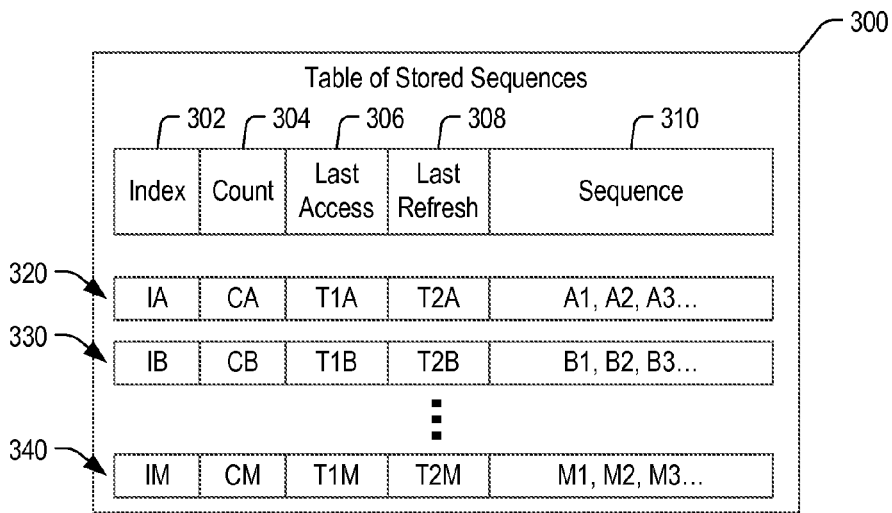 300
Table of Stored Sequences
302 304 306 308 310
Index Count Last Access Last Refresh Sequence
320
IA CA T1A T2A A1, A2, A3...
330
IB CB T1B T2B B1, B2, B3...
340
IM CM T1M T2M M1, M2, M3...